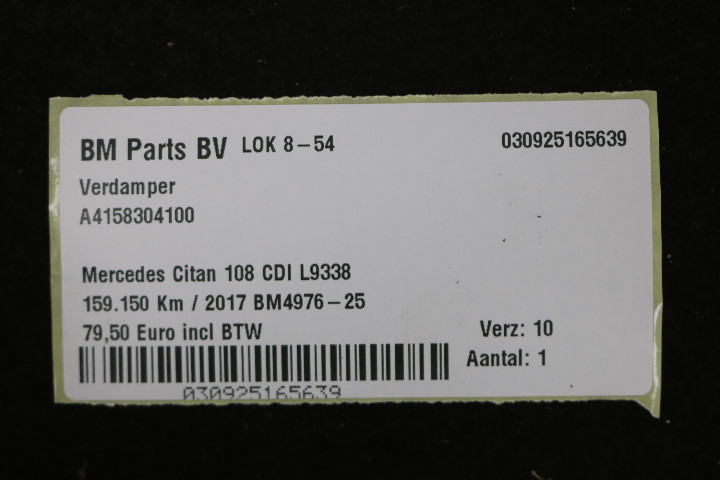 BM Parts BV LOK 8-54 030925165639
Verdamper
A4158304100
Mercedes Citan 108 CDI L9338
159.150 Km / 2017 BM4976-25
79,50 Euro incl BTW Verz: 10
Aantal: 1
030925165639